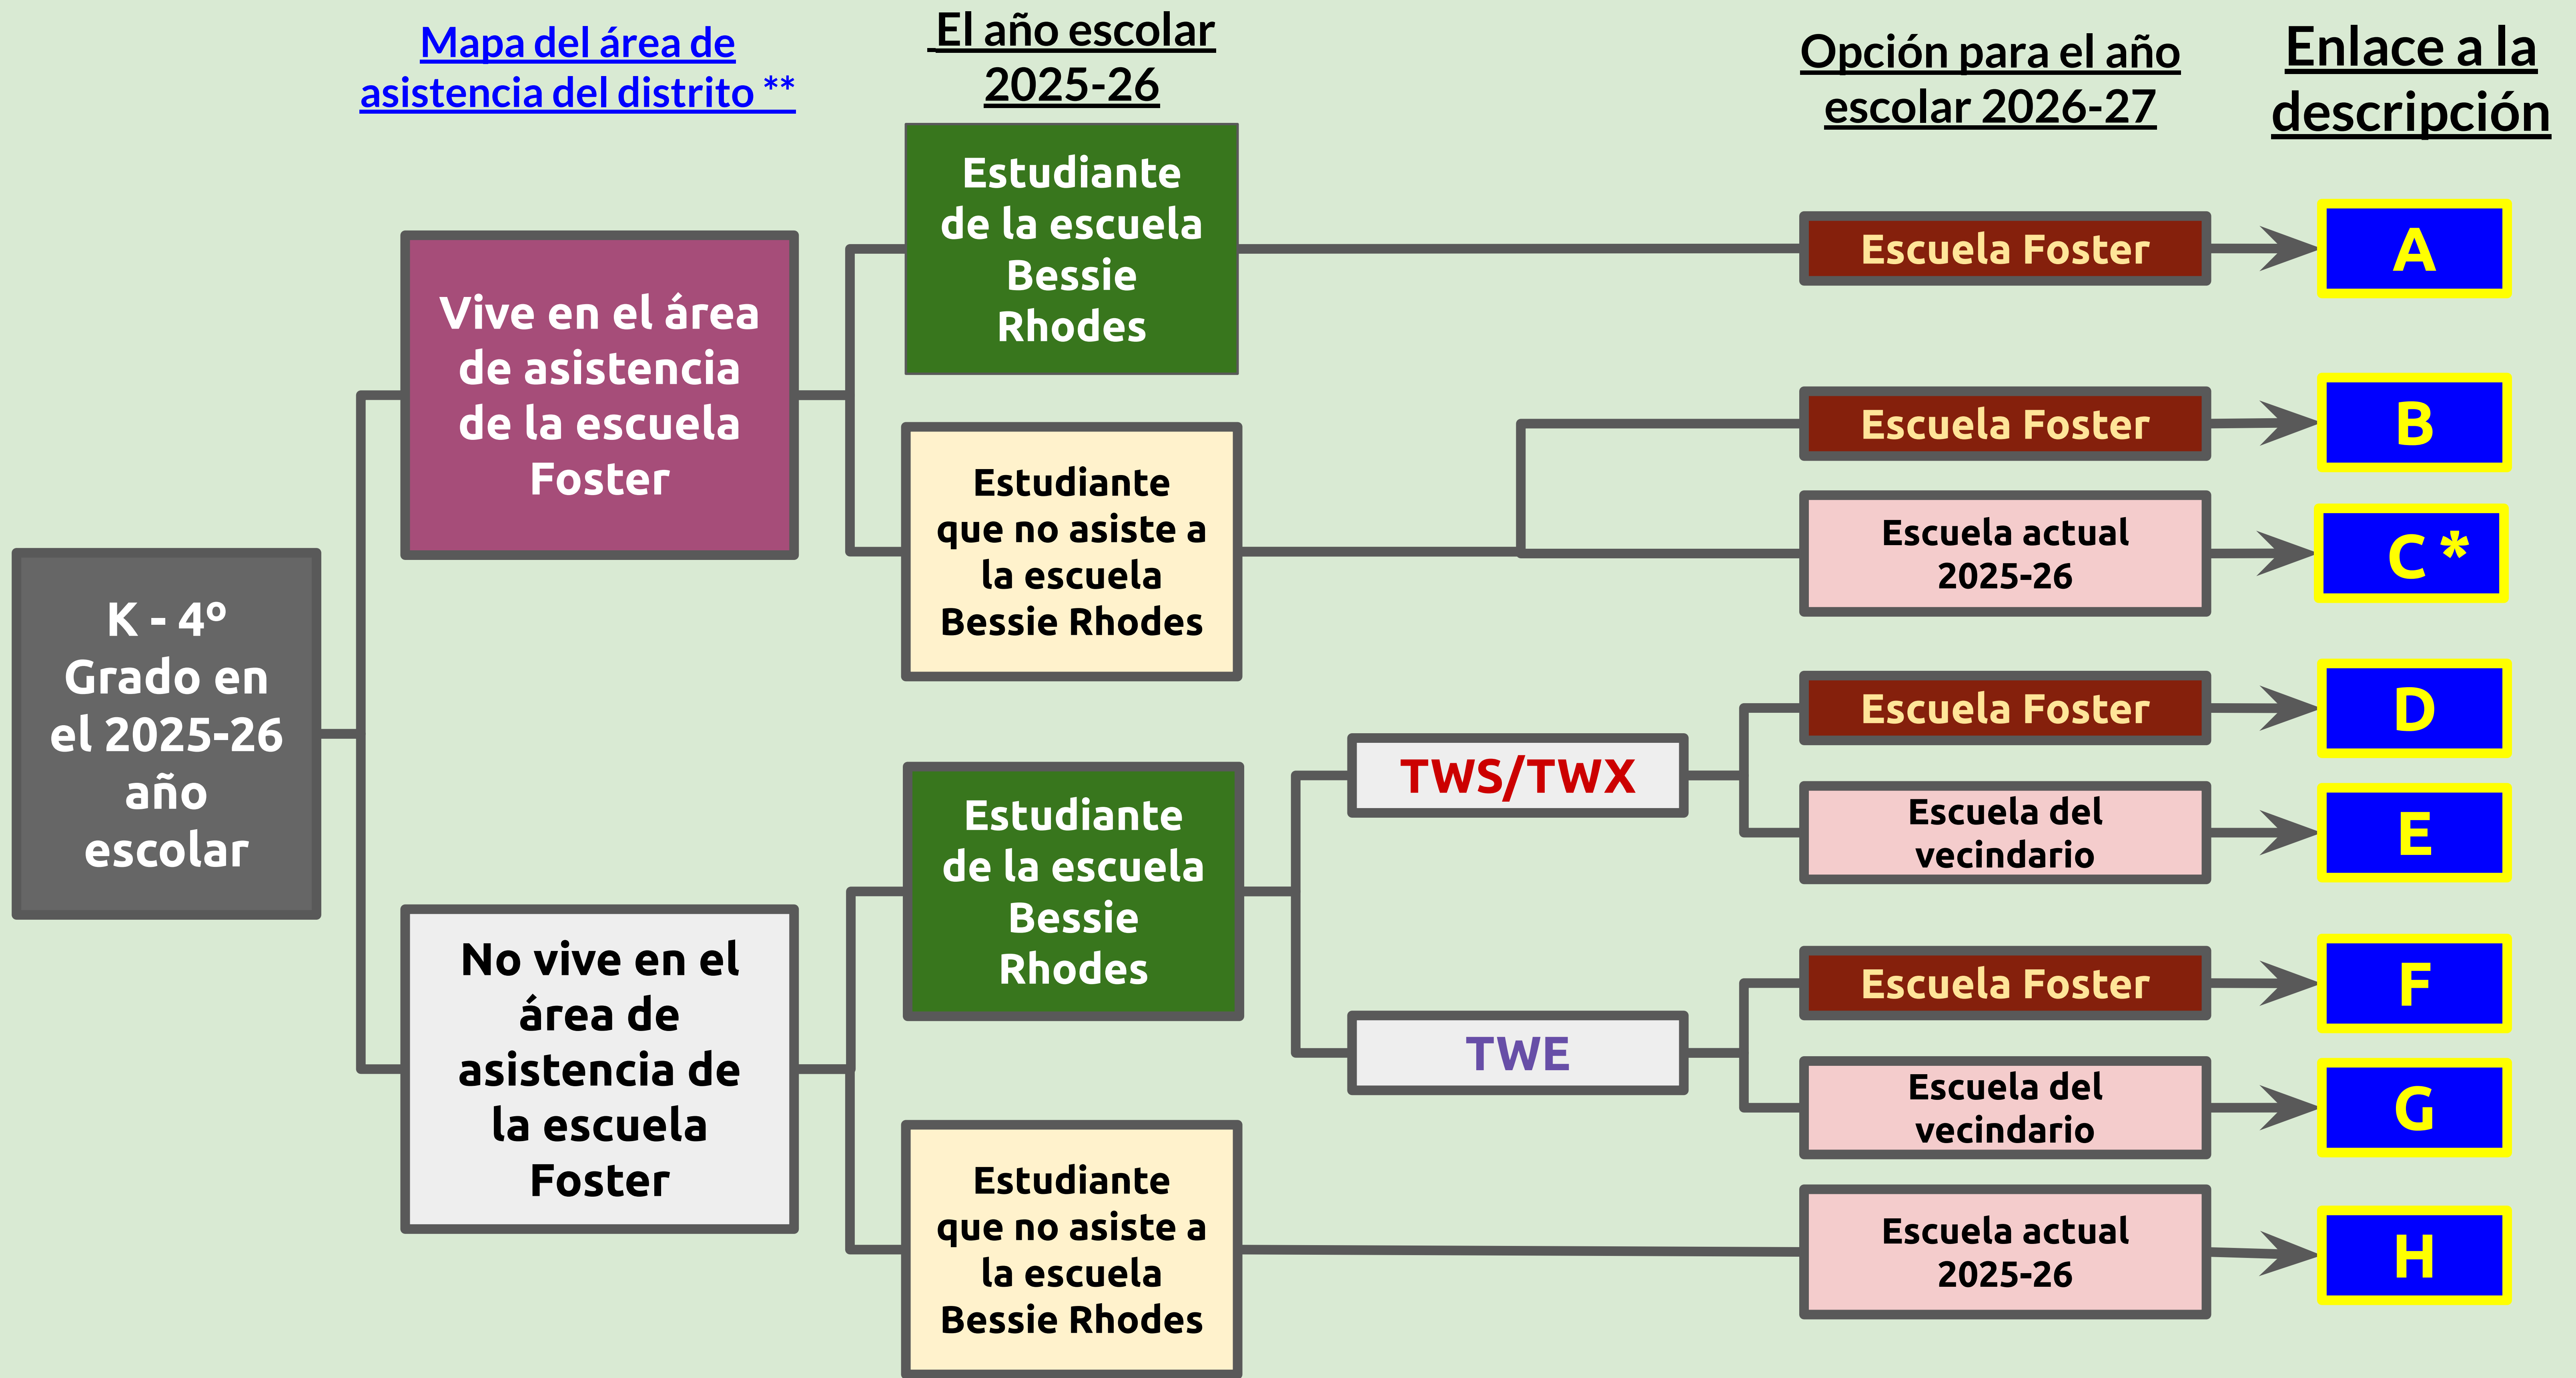 Mapa del área de
asistencia del distrito **
El año escolar
2025-26
Opción para el año
escolar 2026-27
Enlace a la
descripción
K - 4º
Grado en
el 2025-26
año
escolar
Vive en el área
de asistencia
de la escuela
Foster
Estudiante
de la escuela
Bessie
Rhodes
Escuela Foster
A
Estudiante
que no asiste a
la escuela
Bessie Rhodes
Escuela Foster
B
Escuela actual
2025-26
C *
No vive en el
área de
asistencia de
la escuela
Foster
Estudiante
de la escuela
Bessie
Rhodes
TWS/TWX
Escuela Foster
D
Escuela del
vecindario
E
TWE
Escuela Foster
F
Escuela del
vecindario
G
Estudiante
que no asiste a
la escuela
Bessie Rhodes
Escuela actual
2025-26
H